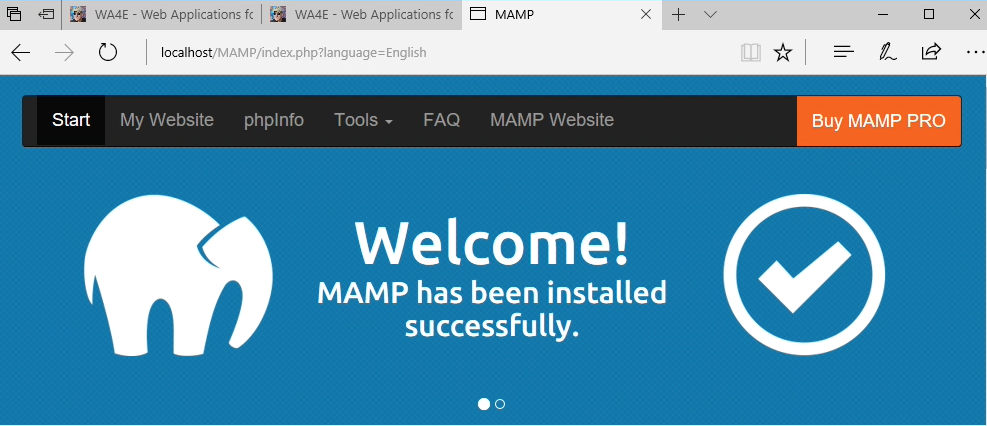 WA4E - Web Applications fo
WA4E - Web Applications fo
MAMP
localhost/MAMP/index.php?language=English
Start
My Website
phpInfo
Tools
FAQ
MAMP Website
Buy MAMP PRO
Welcome!
MAMP has been installed
successfully.